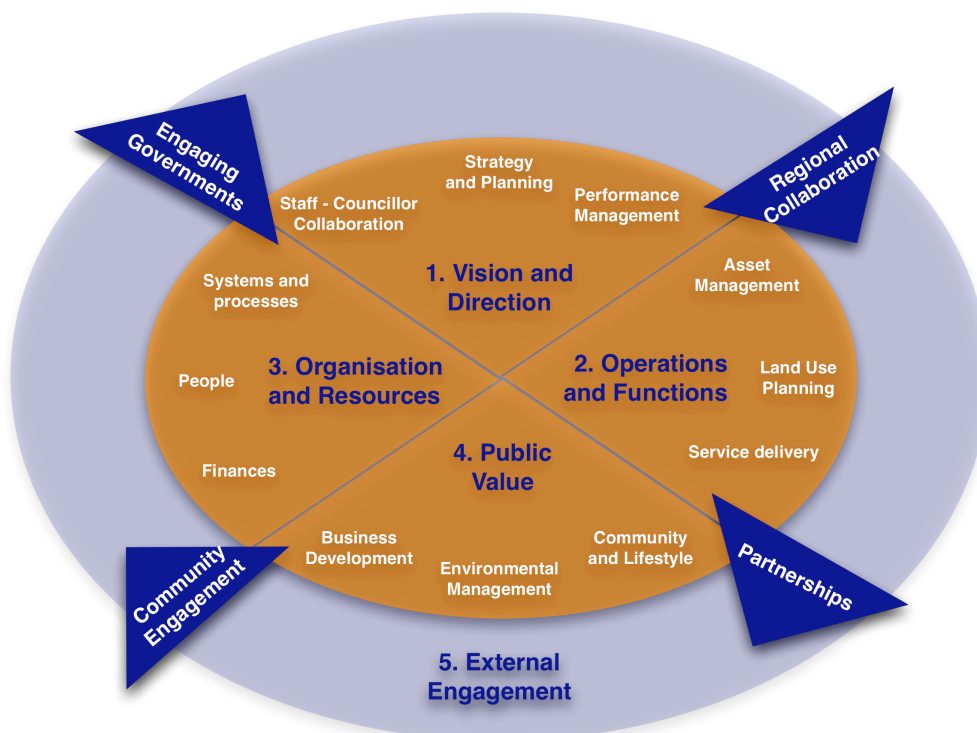 Engaging
Governments
Regional
Collaboration
Strategy
and Planning
Staff - Councillor
Collaboration
Performance
Management
Systems and
processes
1. Vision and
Direction
Asset
Management
People
3. Organisation
and Resources
2. Operations
and Functions
Land Use
Planning
Finances
4. Public
Value
Service delivery
Business
Development
Environmental
Management
Community
and Lifestyle
Community
Engagement
Partnerships
5. External
Engagement